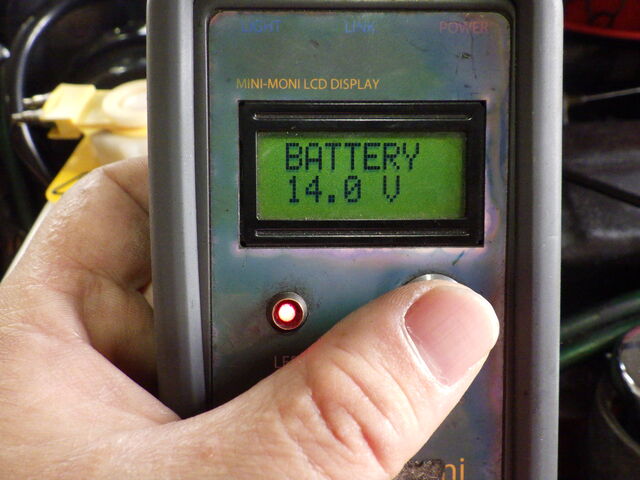 LIGHT LINK POWER
MINI-MONI LCD DISPLAY
BATTERY
14.0 V